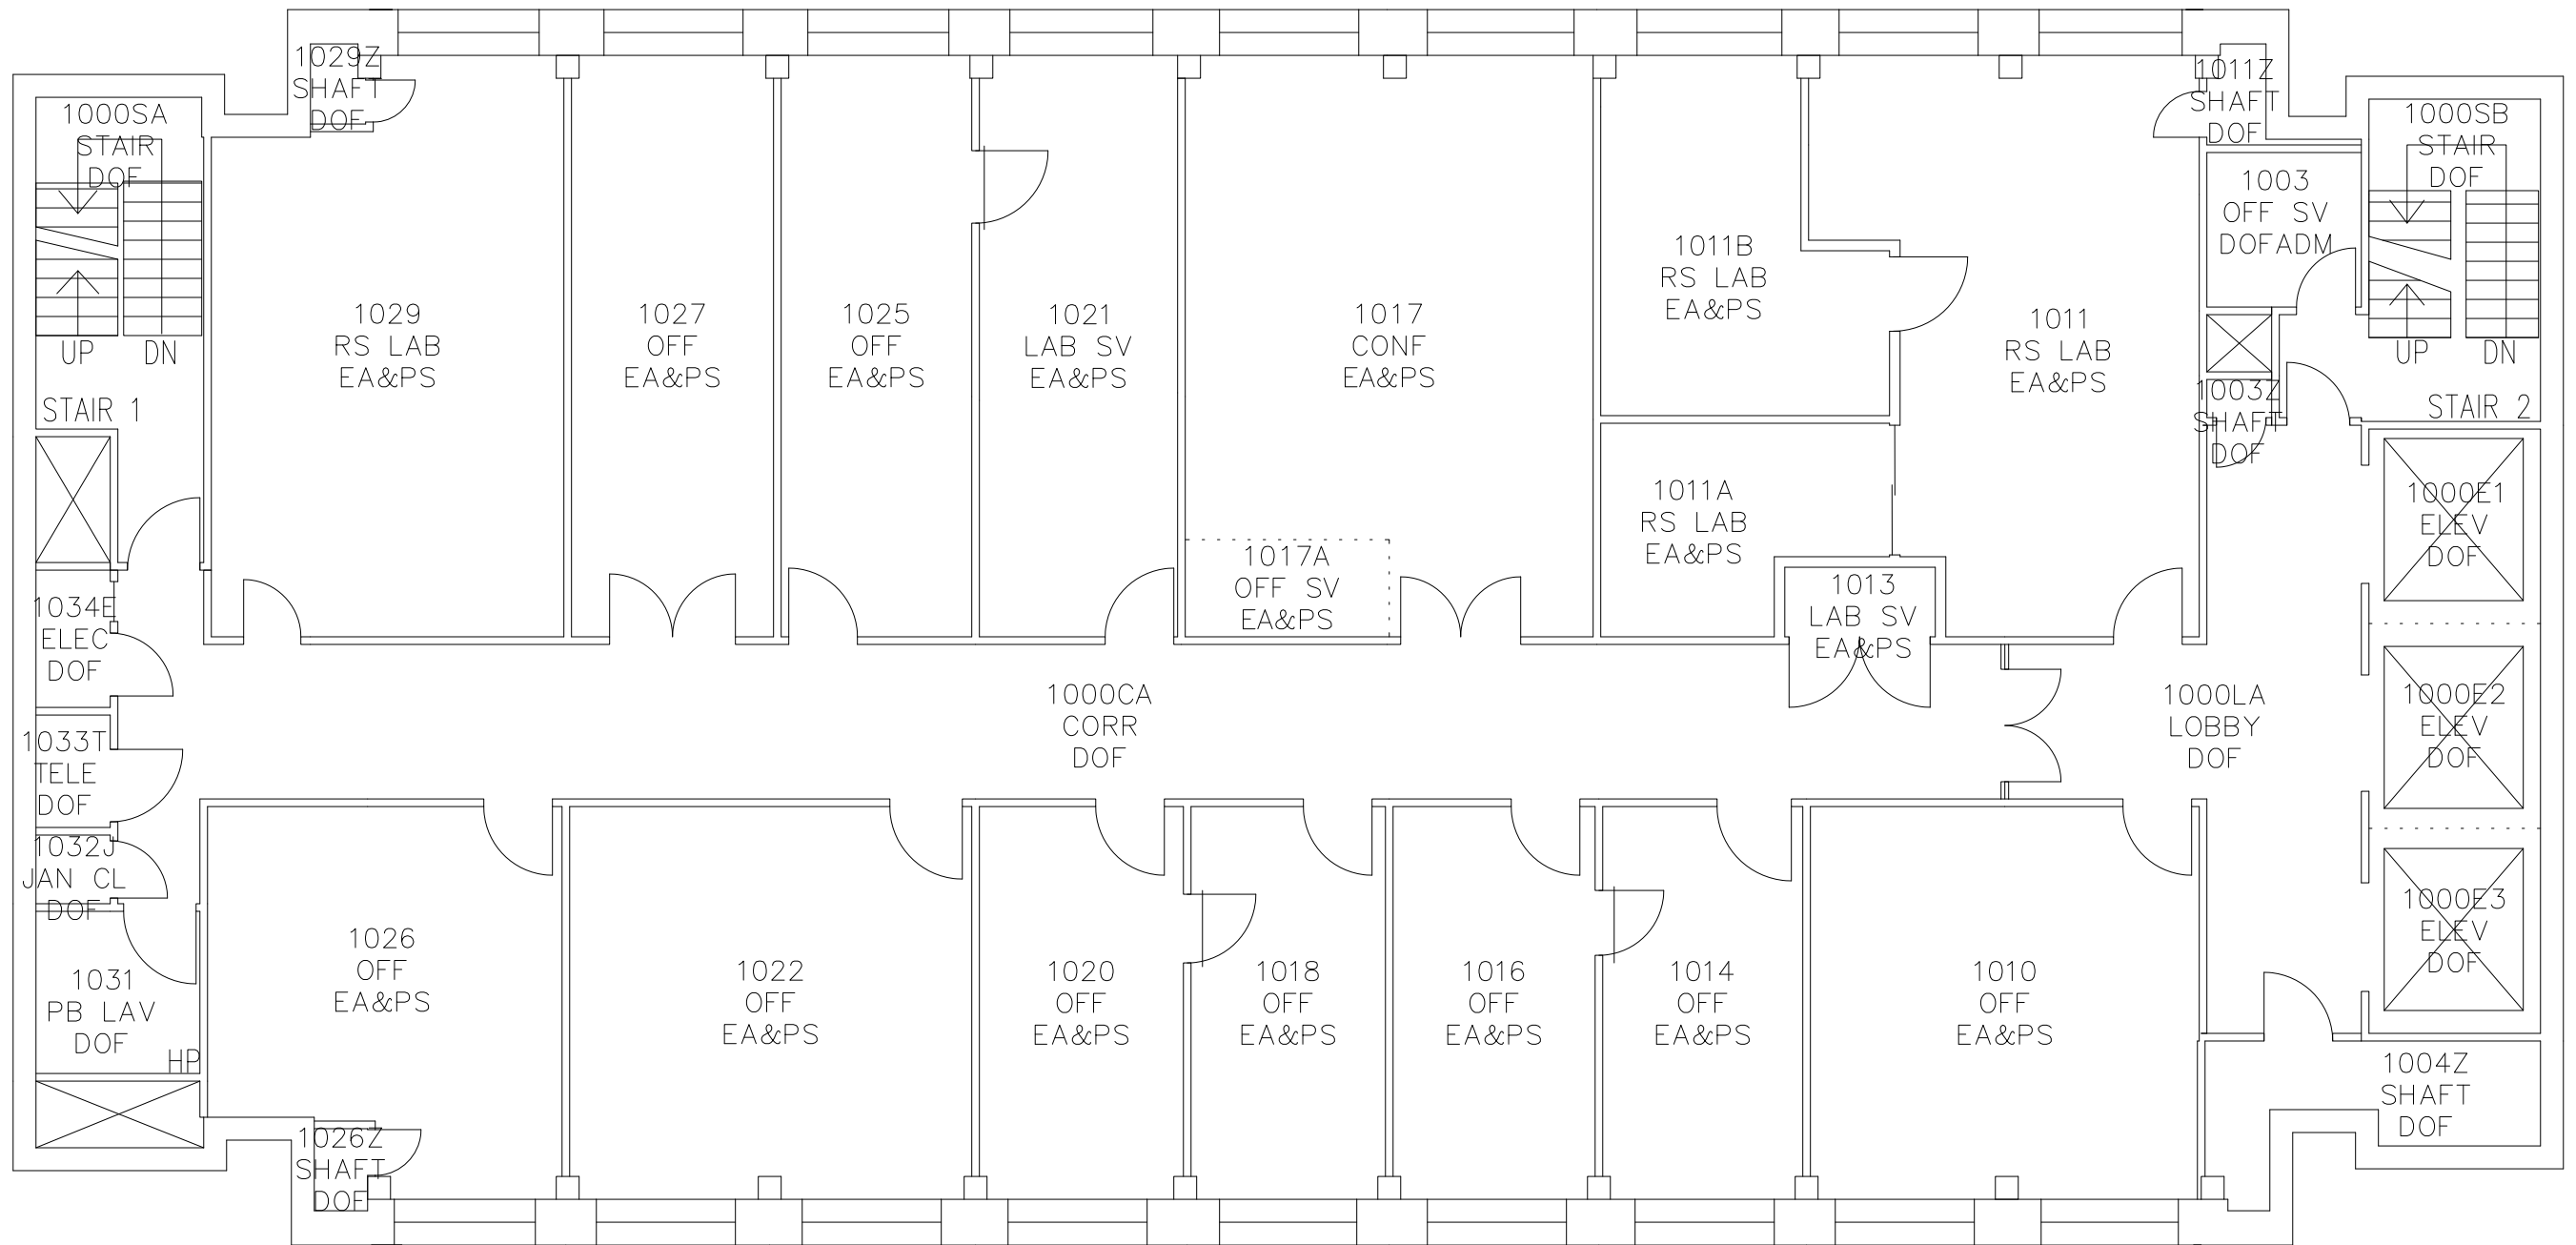 1029Z
SHAFT
DOF
1011Z
SHAFT
DOF
1000SA
STAIR
DOF
1000SB
STAIR
DOF
1003
OFF SV
DOFADM
UP
DN
STAIR 1
1029
RS LAB
EA&PS
1027
OFF
EA&PS
1025
OFF
EA&PS
1021
LAB SV
EA&PS
1017
CONF
EA&PS
1011B
RS LAB
EA&PS
1011
RS LAB
EA&PS
UP
DN
STAIR 2
1003Z
SHAFT
DOF
1011A
RS LAB
EA&PS
1017A
OFF SV
EA&PS
1013
LAB SV
EA&PS
1000E1
ELEV
DOF
1034E
ELEC
DOF
1000CA
CORR
DOF
1000LA
LOBBY
DOF
1000E2
ELEV
DOF
1033T
TELE
DOF
1032J
JAN CL
DOF
1000E3
ELEV
DOF
1031
PB LAV
DOF
HP
1026
OFF
EA&PS
1022
OFF
EA&PS
1020
OFF
EA&PS
1018
OFF
EA&PS
1016
OFF
EA&PS
1014
OFF
EA&PS
1010
OFF
EA&PS
1004Z
SHAFT
DOF
1026Z
SHAFT
DOF